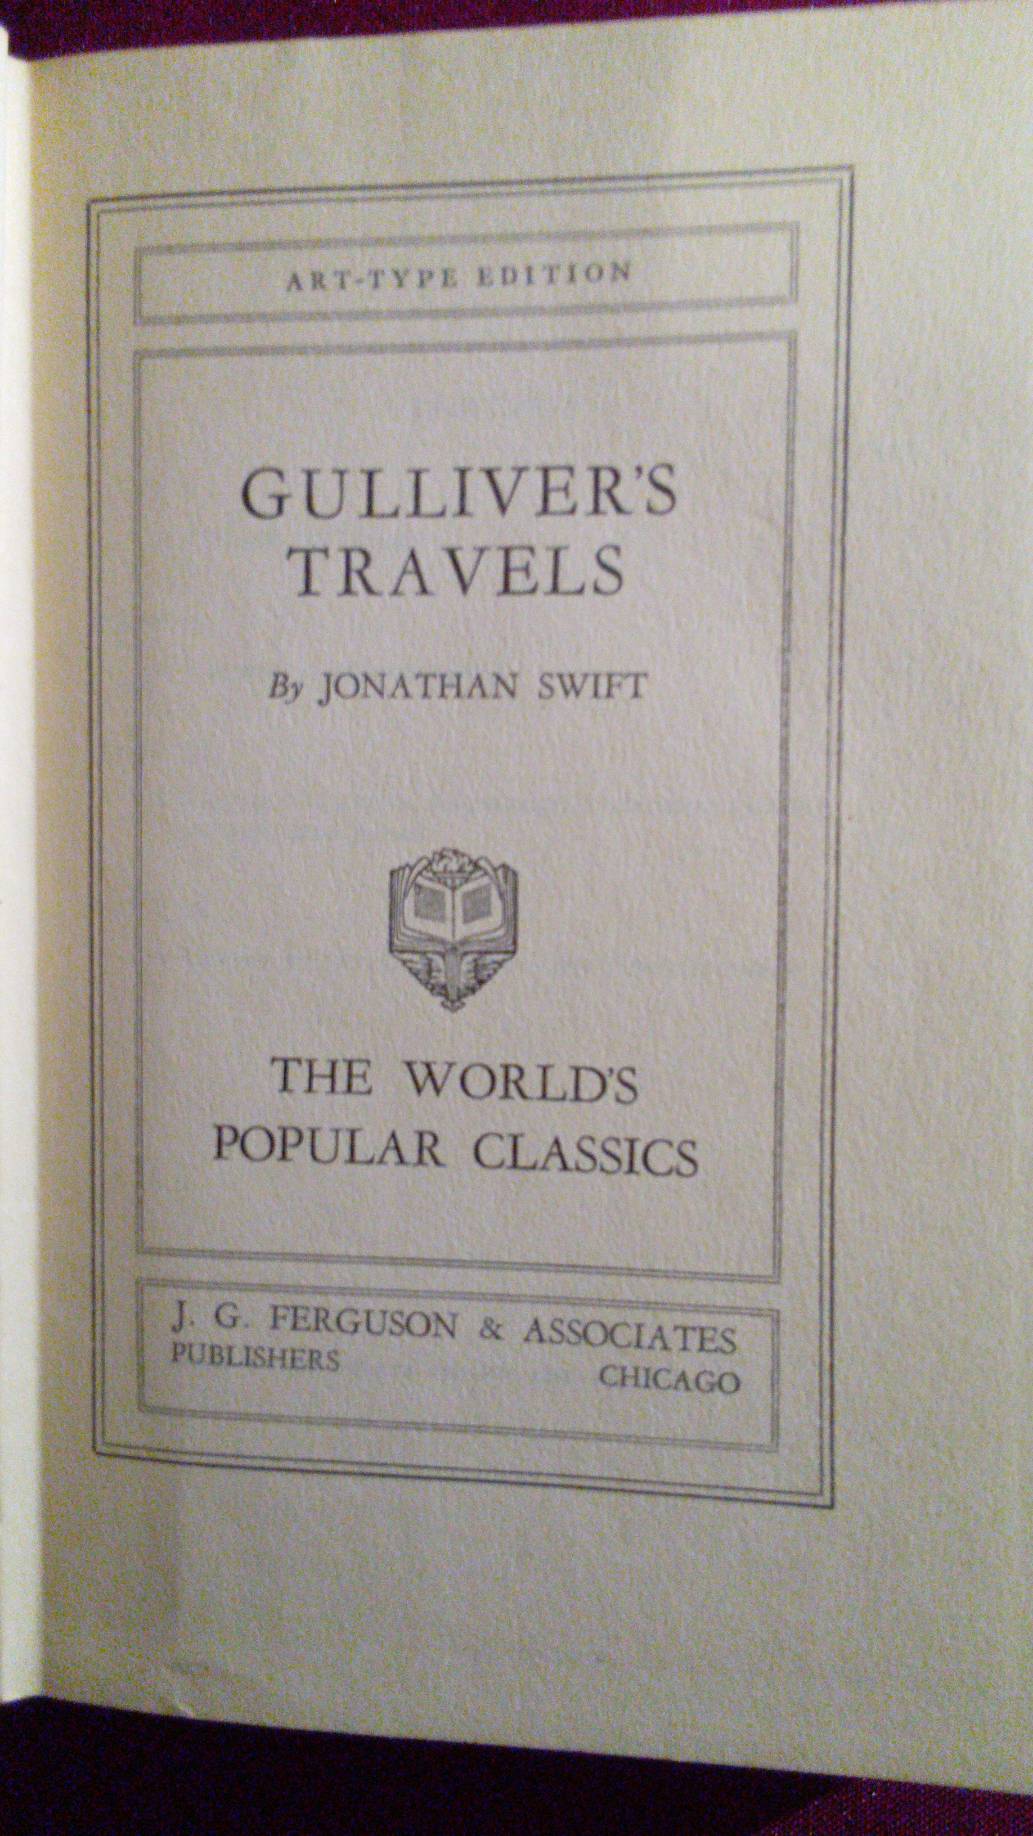 ART-TYPE EDITION
GULLIVER'S
TRAVELS
By JONATHAN SWIFT
THE WORLD'S
POPULAR CLASSICS
J. G. FERGUSON & ASSOCIATES
PUBLISHERS
CHICAGO